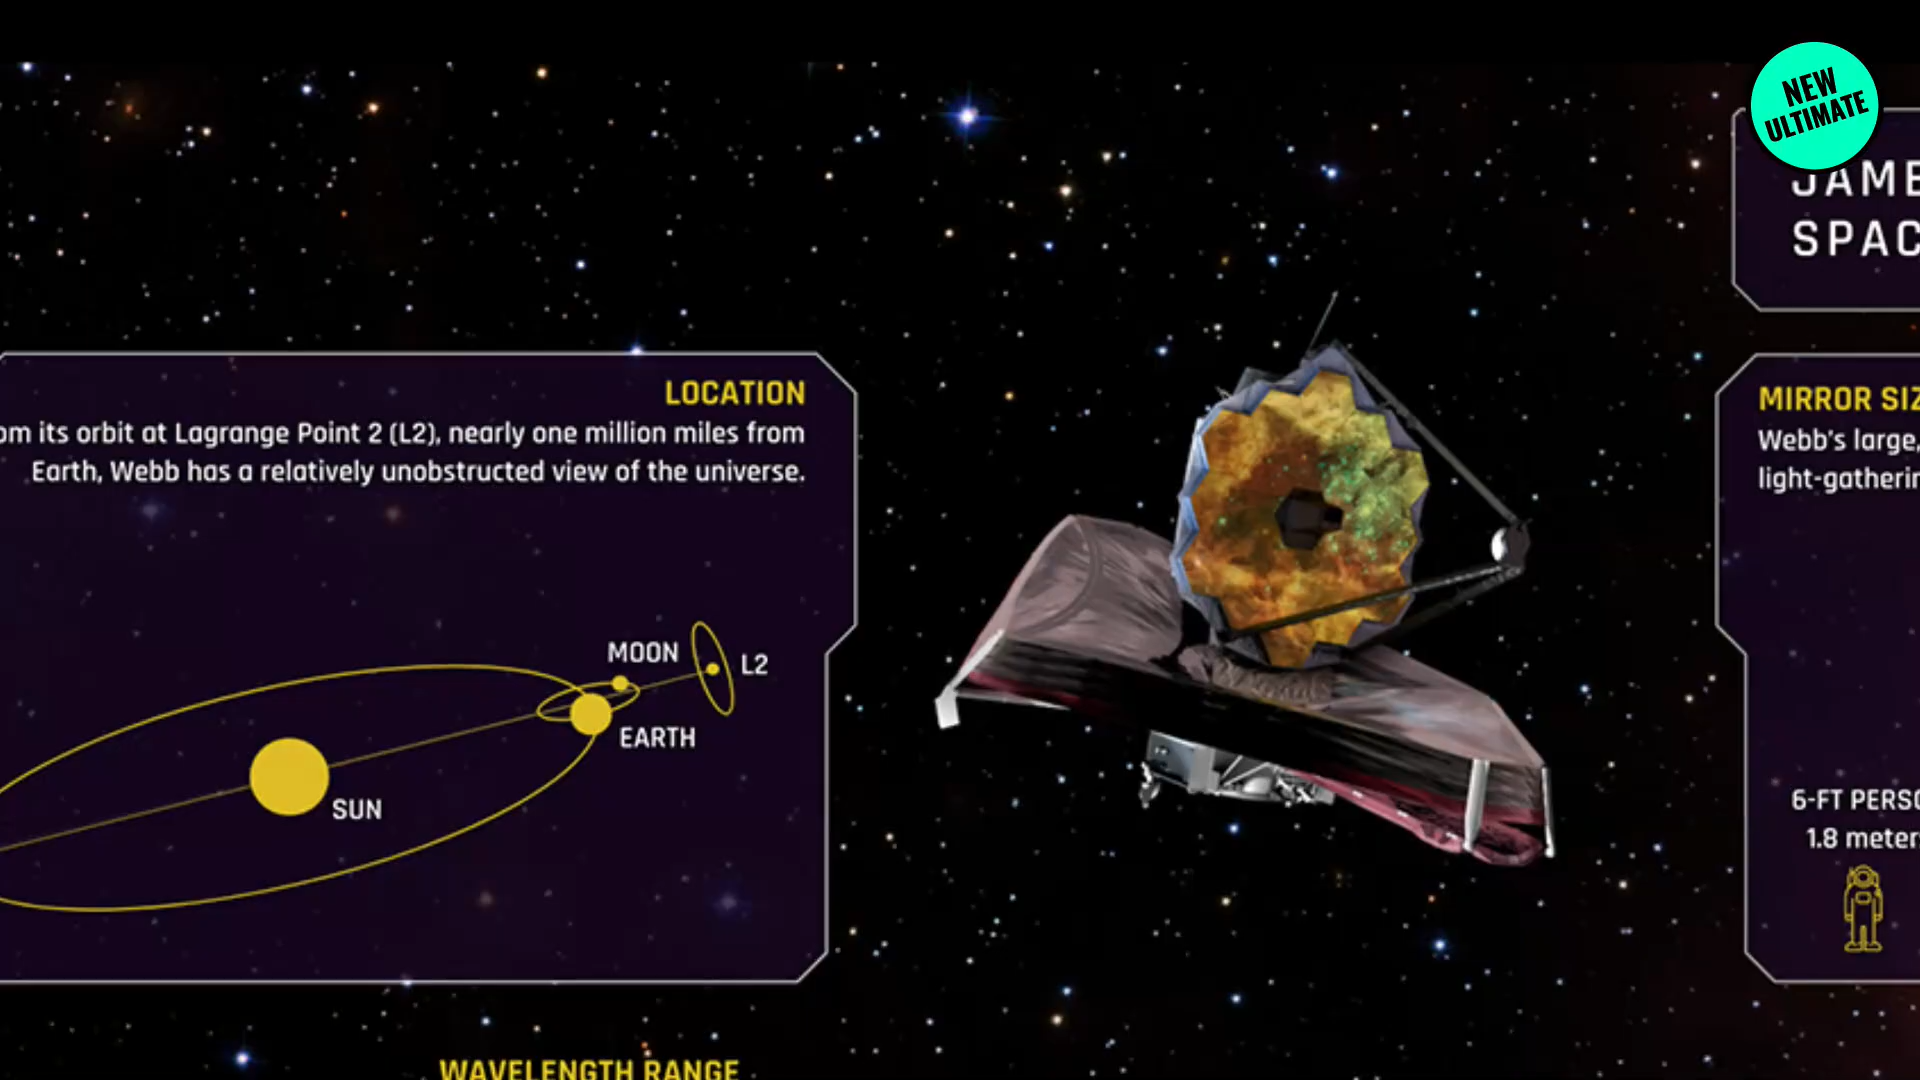 NEW
ULTIMATE
SPAC
LOCATION
its orbit at Lagrange Point 2 (L2), nearly one million miles from
Earth, Webb has a relatively unobstructed view of the universe.
MOON
L2
EARTH
SUN
MIRROR SIZ
Webb's large,
light-gatherin
6-FT PERSO
1.8 meter
WAVELENGTH RANGE